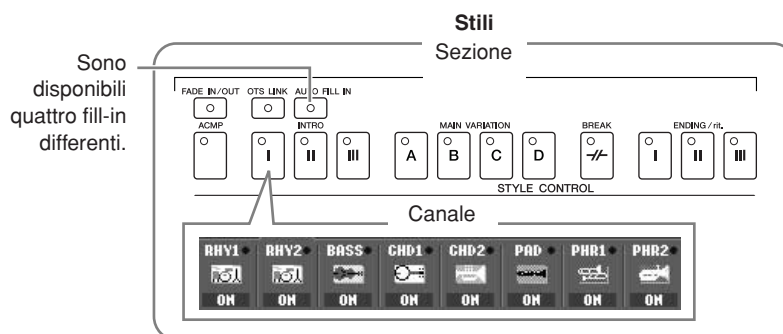 Stili
Sezione
Sono
disponibili
quattro fill-in
differenti.
FADE IN/OUT OTS LINK AUTO FILL IN
ACMP INTRO MAIN VARIATION BREAK ENDING / rit.
I II III A B C D I II III
STYLE CONTROL
Canale
RHY1 RHY2 BASS CHD1 CHD2 PAD PHR1 PHR2
ON ON ON ON ON ON ON ON